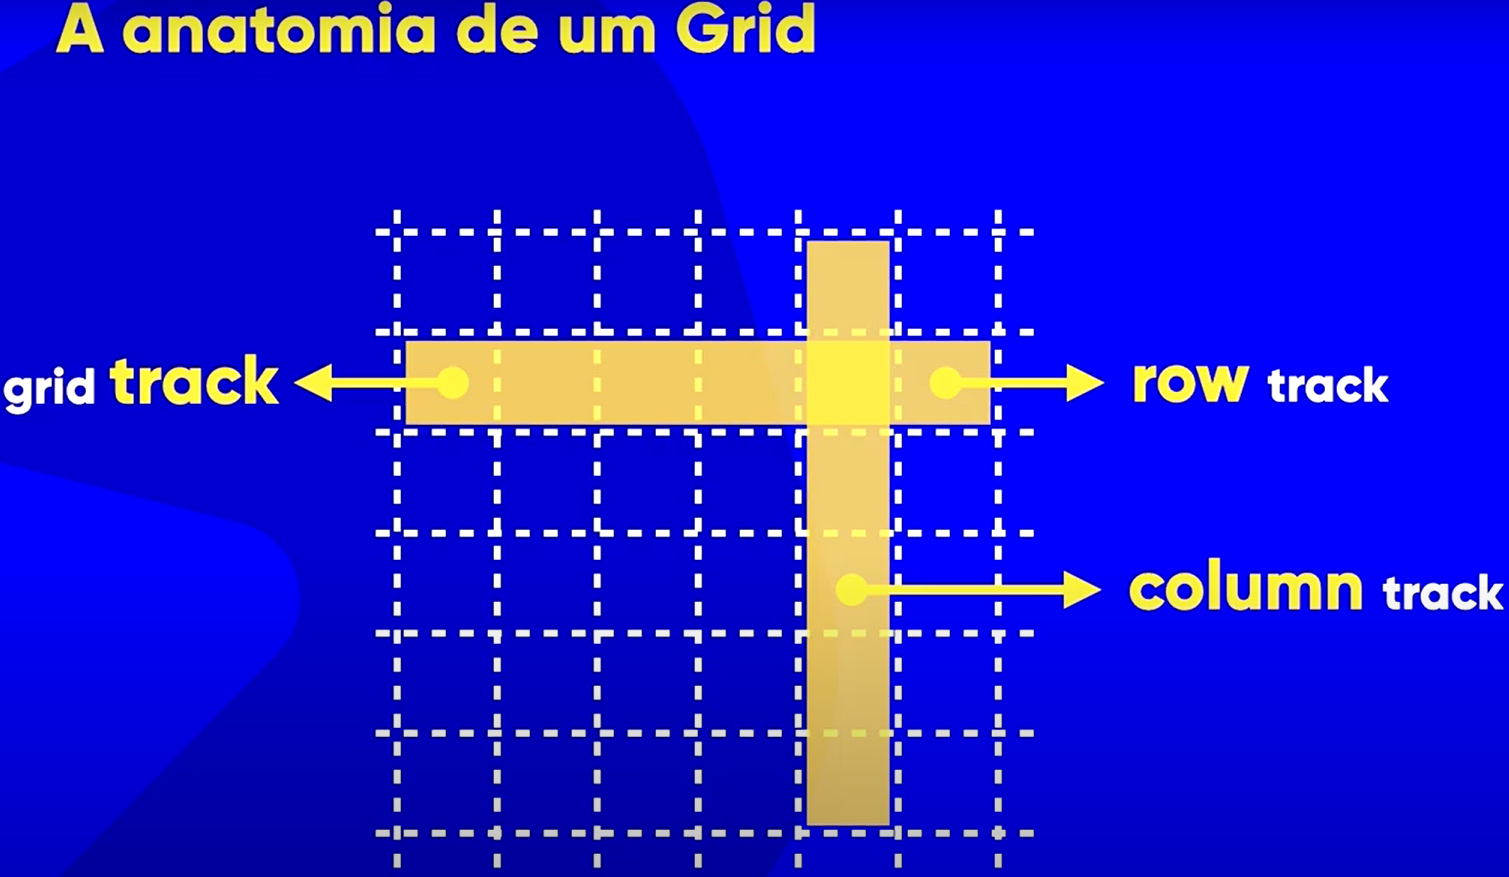 A anatomia de um Grid
grid track
row track
column track